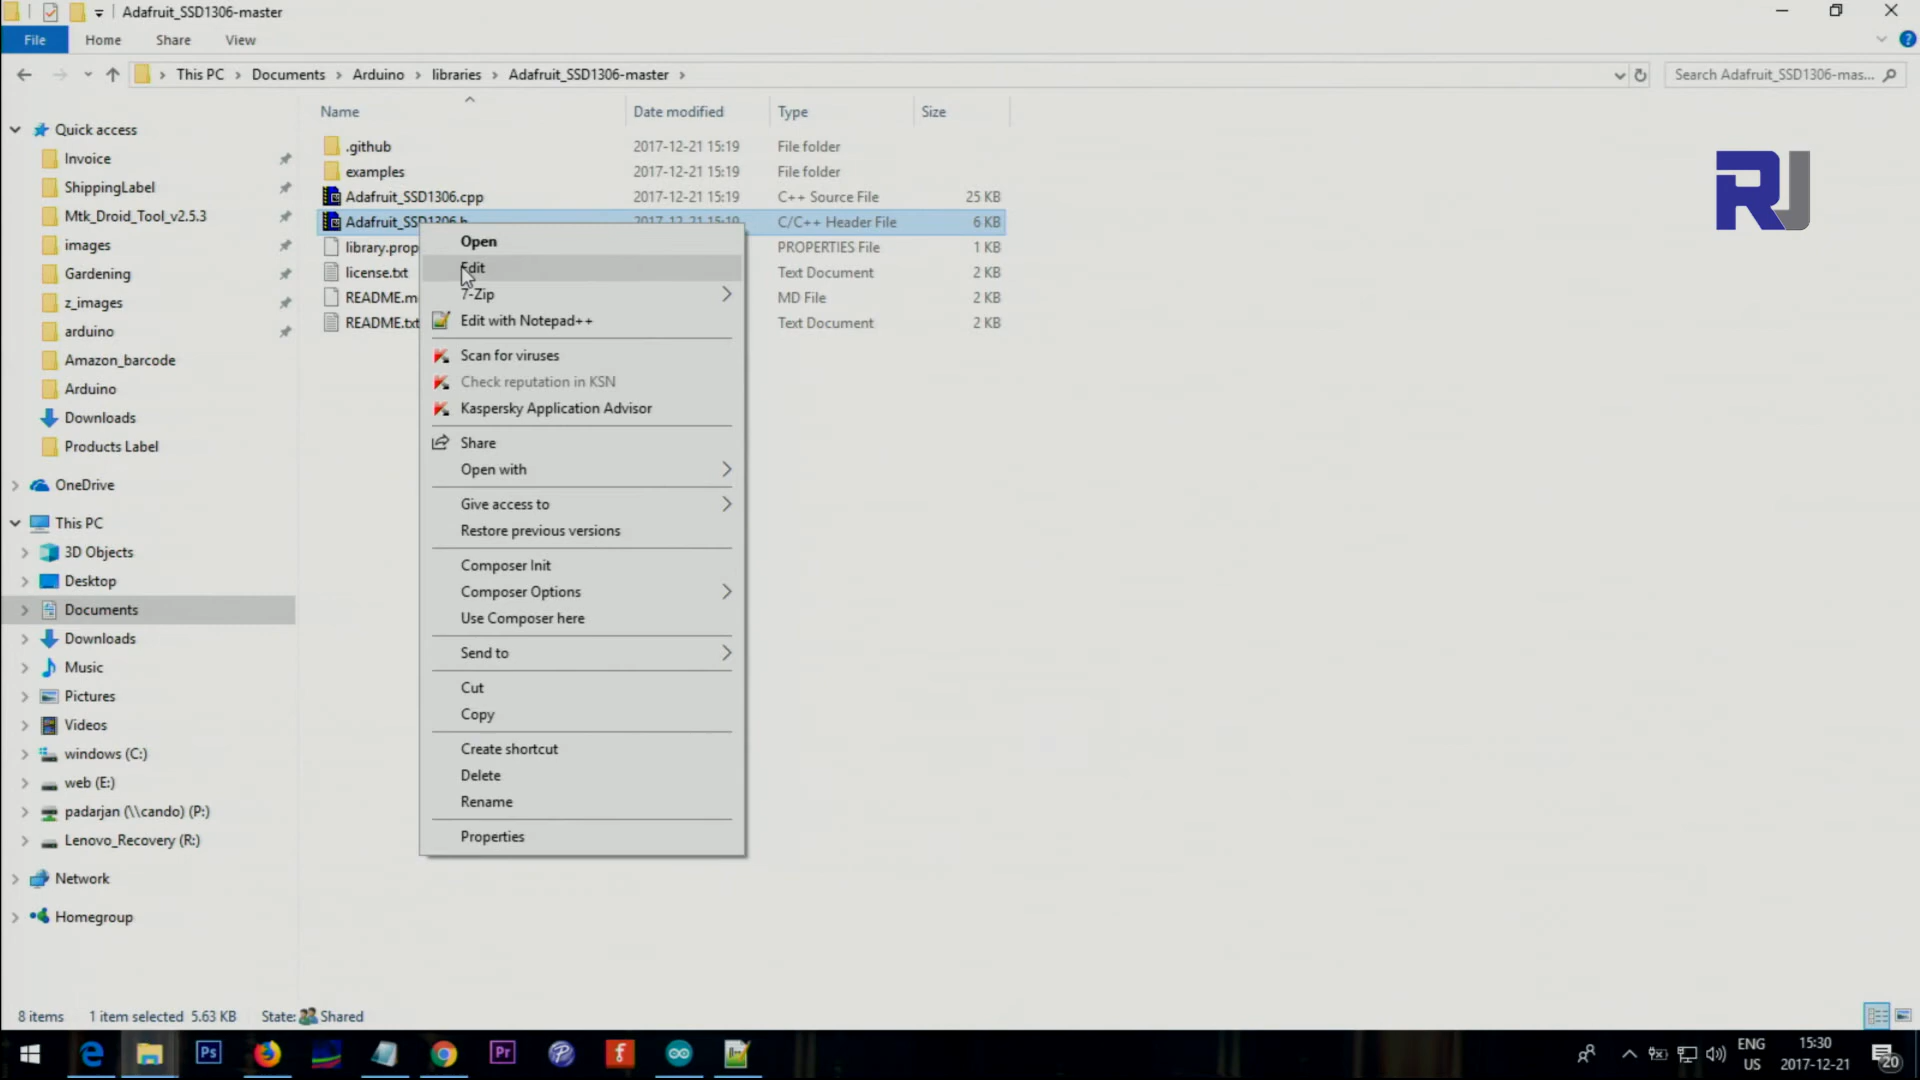 Adafruit_SSD1306-master
File Home Share View
This PC Documents Arduino libraries Adafruit_SSD1306-master
Search Adafruit_SSD1306-mas...
Name Date modified Type Size
Quick access
Invoice
ShippingLabel
Mtk_Droid_Tool_v2.5.3
images
Gardening
z_images
arduino
Amazon_barcode
Arduino
Downloads
Products Label
OneDrive
This PC
3D Objects
Desktop
Documents
Downloads
Music
Pictures
Videos
windows (C:)
web (E:)
padarjan (\\cando) (P:)
Lenovo_Recovery (R:)
Network
Homegroup
.github 2017-12-21 15:19 File folder
examples 2017-12-21 15:19 File folder
Adafruit_SSD1306.cpp 2017-12-21 15:19 C++ Source File 25 KB
Adafruit_SSD1306.h 2017-12-21 15:19 C/C++ Header File 6 KB
library.prop PROPERTIES File 1 KB
license.txt Text Document 2 KB
README.m MD File 2 KB
README.txt Text Document 2 KB
Open
Edit
7-Zip
Edit with Notepad++
Scan for viruses
Check reputation in KSN
Kaspersky Application Advisor
Share
Open with
Give access to
Restore previous versions
Composer Init
Composer Options
Use Composer here
Send to
Cut
Copy
Create shortcut
Delete
Rename
Properties
RJ
8 items 1 item selected 5.63 KB State: Shared
Ps
Pr
ENG
US
15:30
2017-12-21
20